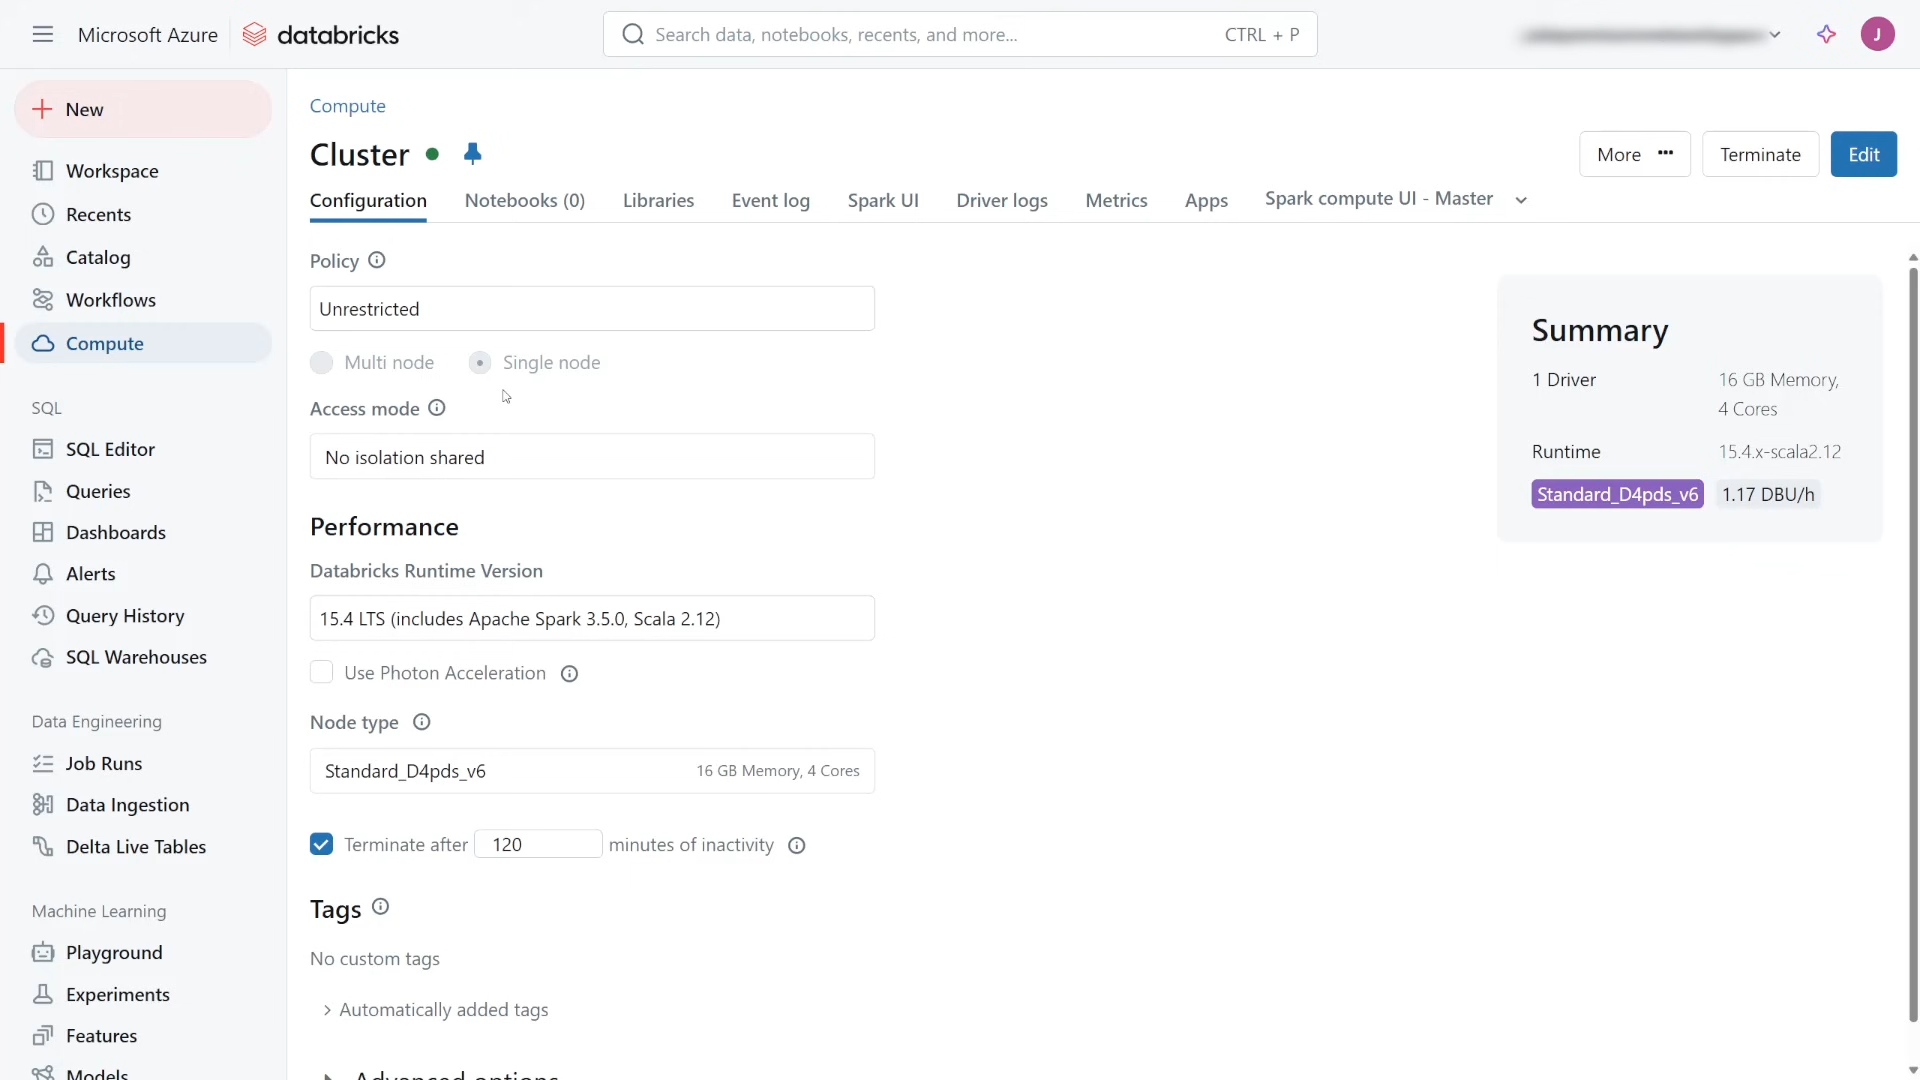 Microsoft Azure
databricks
Search data, notebooks, recents, and more...
CTRL + P
J
New
Workspace
Recents
Catalog
Workflows
Compute
SQL
SQL Editor
Queries
Dashboards
Alerts
Query History
SQL Warehouses
Data Engineering
Job Runs
Data Ingestion
Delta Live Tables
Machine Learning
Playground
Experiments
Features
Models
Compute
Cluster
More
Terminate
Edit
Configuration
Notebooks (0)
Libraries
Event log
Spark UI
Driver logs
Metrics
Apps
Spark compute UI - Master
Policy
Unrestricted
Multi node
Single node
Access mode
No isolation shared
Performance
Databricks Runtime Version
15.4 LTS (includes Apache Spark 3.5.0, Scala 2.12)
Use Photon Acceleration
Node type
Standard_D4pds_v6
16 GB Memory, 4 Cores
Terminate after 120 minutes of inactivity
Tags
No custom tags
Automatically added tags
Advanced options
Summary
1 Driver
16 GB Memory,
4 Cores
Runtime
15.4.x-scala2.12
Standard_D4pds_v6
1.17 DBU/h